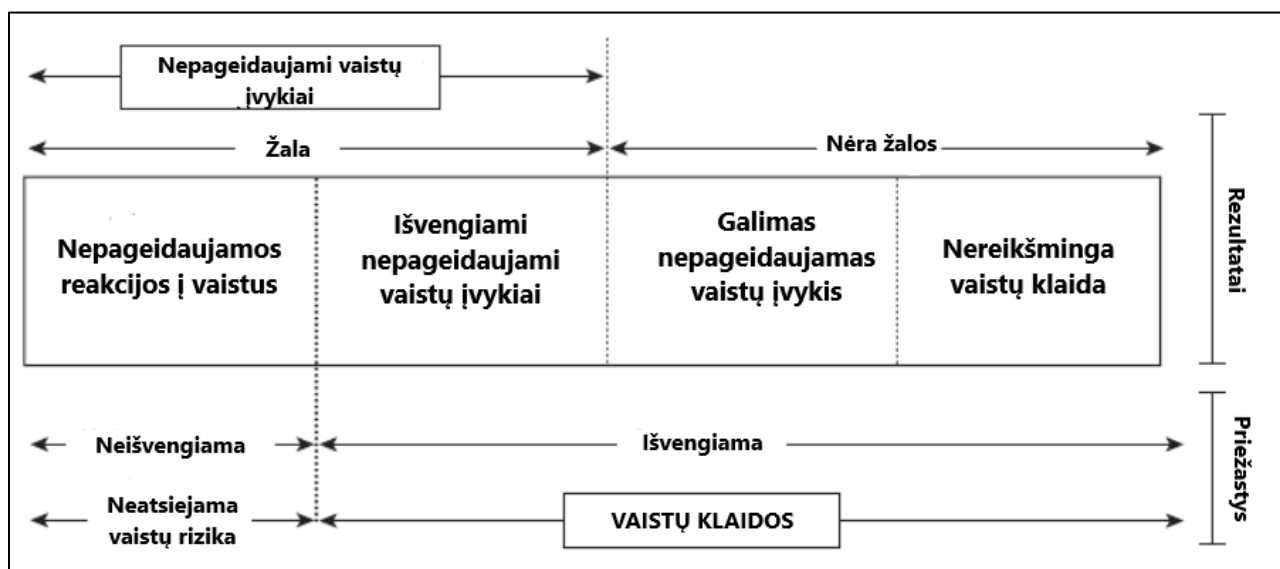 Nepageidaujami vaistų
įvykiai
Žala
Nėra žalos
Nepageidaujamos
reakcijos į vaistus
Išvengiami
nepageidaujami
vaistų įvykiai
Galimas
nepageidaujamas
vaistų įvykis
Nereikšminga
vaistų klaida
Rezultatai
Neišvengiama
Išvengiama
Neatsiejama
vaistų rizika
VAISTŲ KLAIDOS
Priežastys